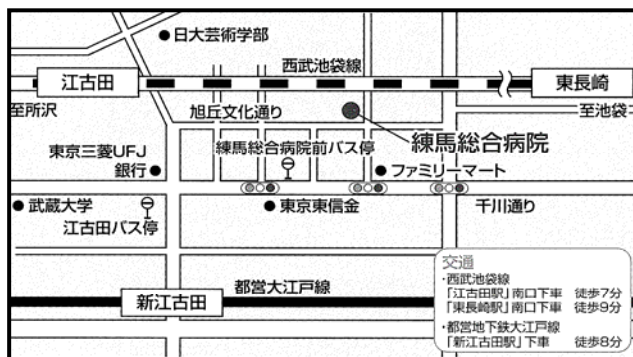 日大芸術学部
西武池袋線
江古田
東長崎
至所沢
旭丘文化通り
至池袋
練馬総合病院
東京三菱UFJ
銀行
練馬総合病院前バス停
ファミリーマート
武蔵大学
江古田バス停
東京東信金
千川通り
都営大江戸線
新江古田
交通
・西武池袋線
「江古田駅」南口下車 徒歩7分
「東長崎駅」南口下車 徒歩9分
・都営地下鉄大江戸線
「新江古田駅」下車 徒歩8分